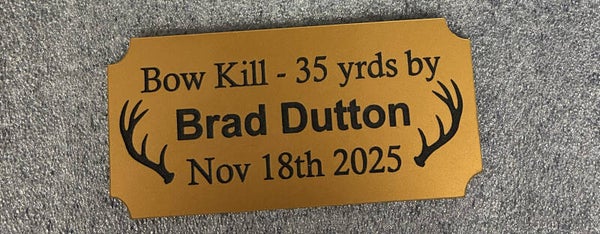 Bow Kill - 35 yrds by
Brad Dutton
Nov 18th 2025